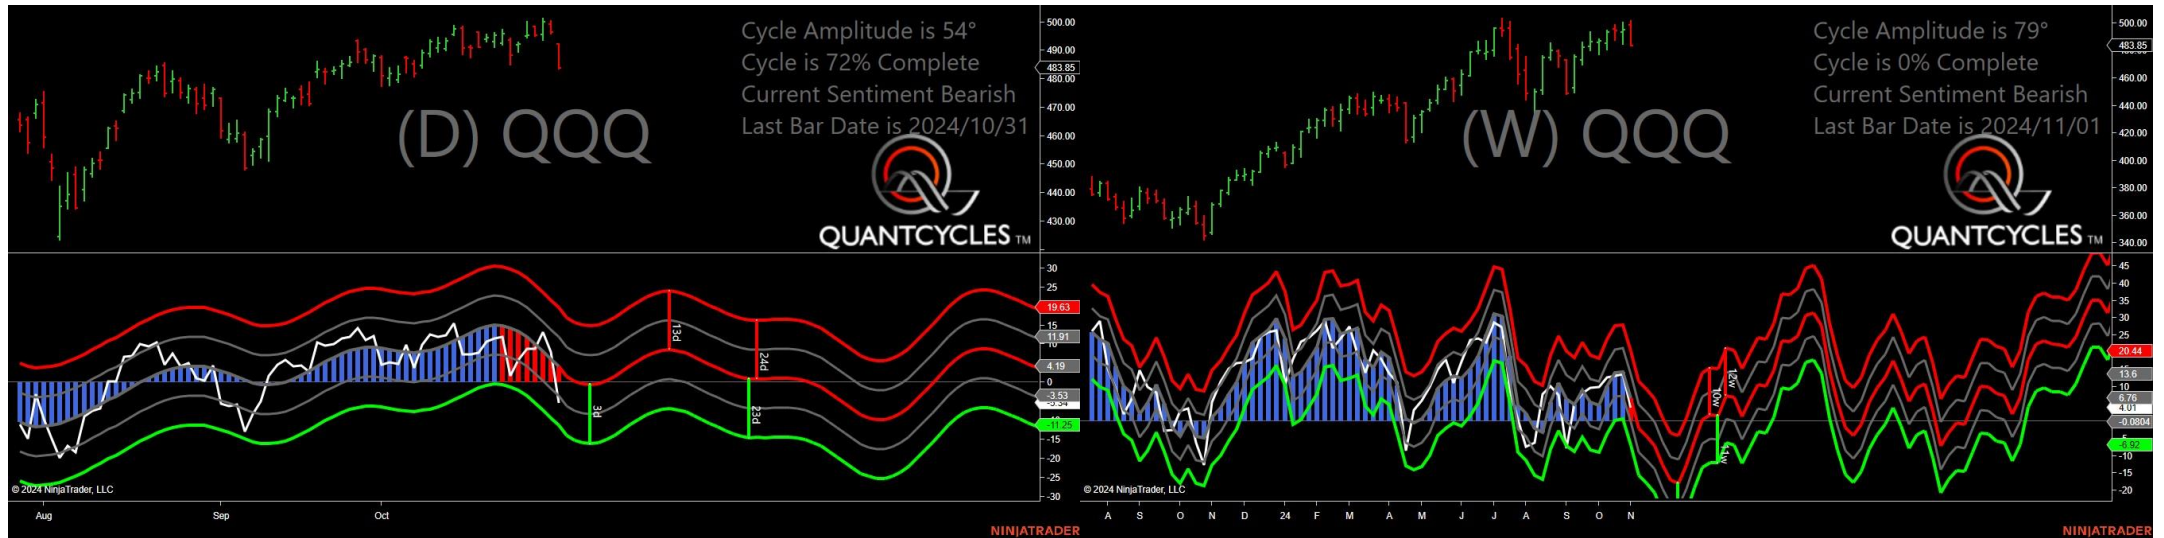 Cycle Amplitude is 54°
Cycle is 72% Complete
Current Sentiment Bearish
Last Bar Date is 2024/10/31
(D) QQQ
QUANTCYCLES TM
500.00
490.00
483.85
480.00
470.00
460.00
450.00
440.00
430.00
30
25
19.63
15
11.91
10
4.19
0
-3.53
-5.34
-11.25
-15
-20
-25
-30
13d
24d
3d
23d
© 2024 NinjaTrader, LLC
Aug
Sep
Oct
NINJATRADER
Cycle Amplitude is 79°
Cycle is 0% Complete
Current Sentiment Bearish
Last Bar Date is 2024/11/01
(W) QQQ
QUANTCYCLES TM
500.00
483.85
460.00
440.00
420.00
400.00
380.00
360.00
340.00
45
40
35
30
25
20.44
13.6
10
6.76
4.01
-0.0804
-6.92
-10
-15
-20
10w
12w
11w
© 2024 NinjaTrader, LLC
A S O N D 24 F M A M J J A S O N
NINJATRADER